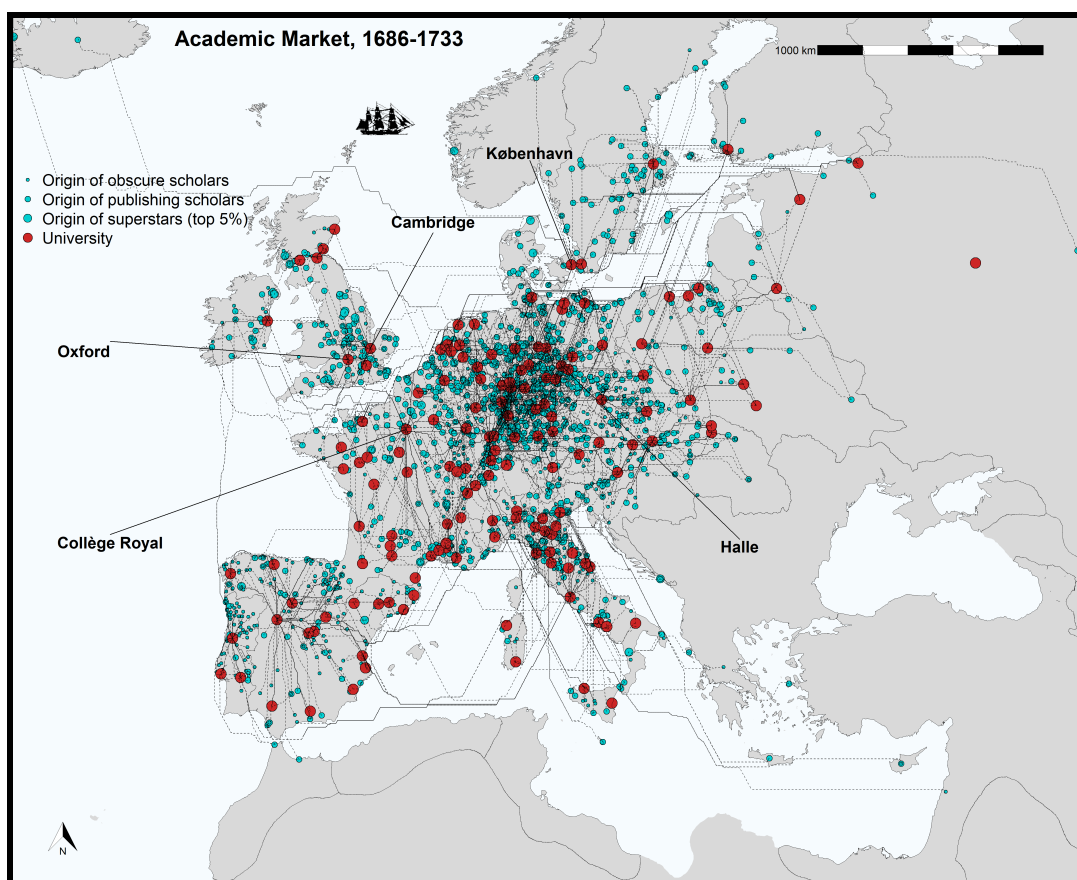 Academic Market, 1686-1733
1000 km
København
Origin of obscure scholars
Origin of publishing scholars
Origin of superstars (top 5%)
University
Cambridge
Oxford
Collège Royal
Halle
N